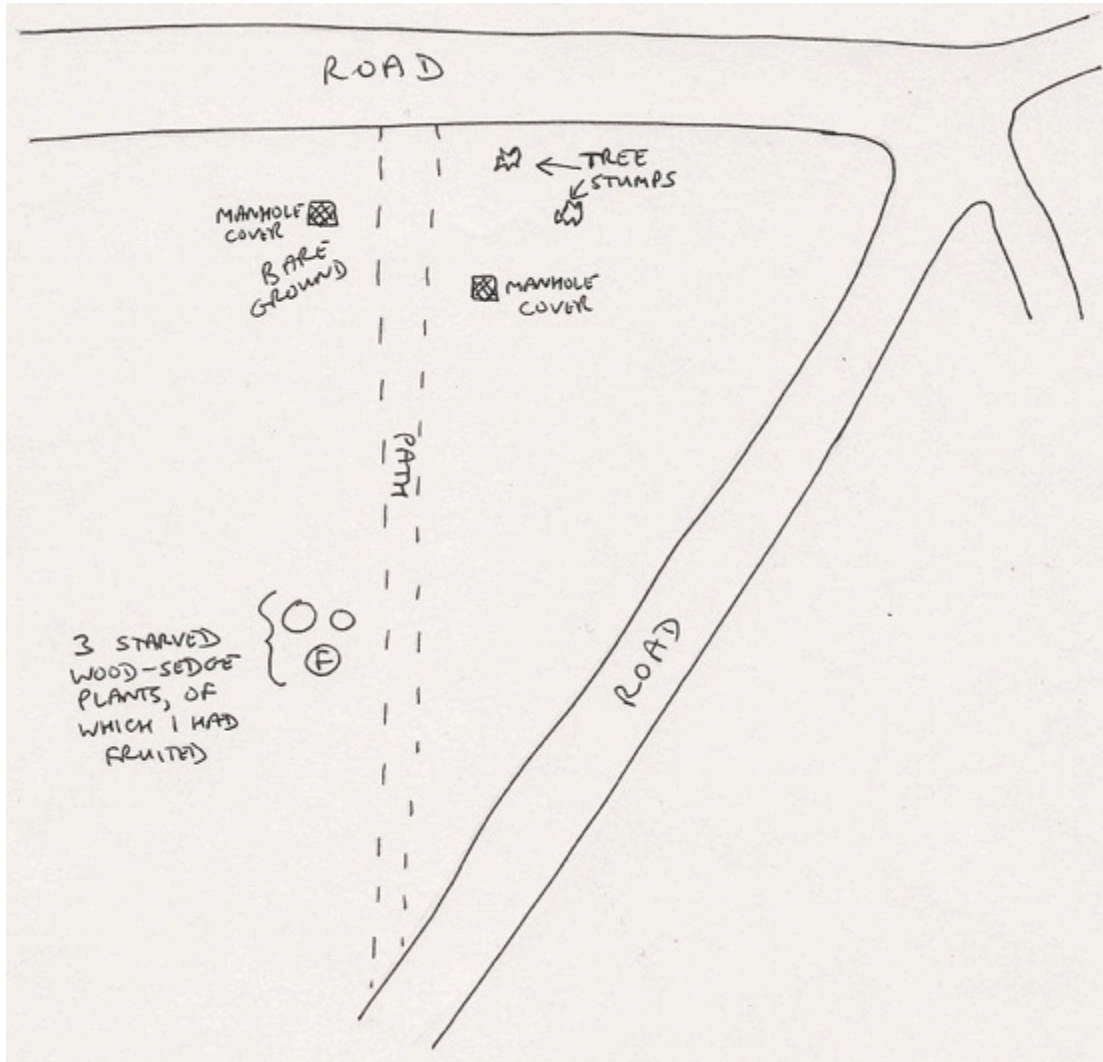 ROAD
TREE
STUMPS
MANHOLE
COVER
BARE
GROUND
MANHOLE
COVER
PATH
3 STARVED
WOOD-SEDGE
PLANTS, OF
WHICH 1 HAD
FRUITED
F
ROAD